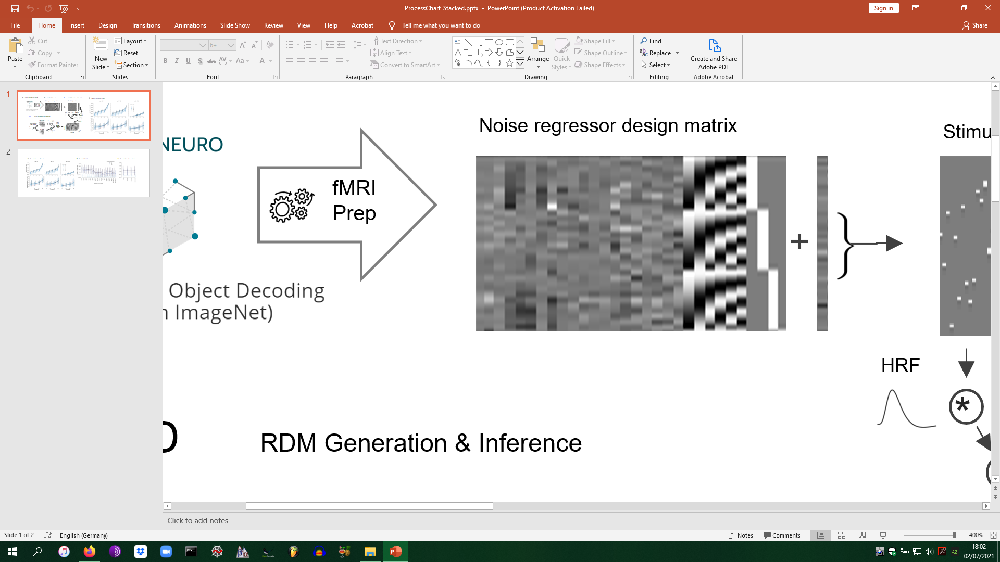 ProcessChart_Stacked.pptx - PowerPoint (Product Activation Failed)
Sign in
File Home Insert Design Transitions Animations Slide Show Review View Help Acrobat Tell me what you want to do Share
Paste
Cut
Copy
Format Painter
Clipboard
New Slide
Layout
Reset
Section
Slides
6+
B I U S abc AV Aa A
Font
Text Direction
Align Text
Convert to SmartArt
Paragraph
Arrange
Quick Styles
Shape Fill
Shape Outline
Shape Effects
Drawing
Find
Replace
Select
Editing
Create and Share Adobe PDF
Adobe Acrobat
1
2
NEURO
fMRI
Prep
Noise regressor design matrix
Stimu
+
Object Decoding
n ImageNet)
HRF
*
D
RDM Generation & Inference
Click to add notes
Slide 1 of 2 English (Germany) Notes Comments 400%
18:02
02/07/2021